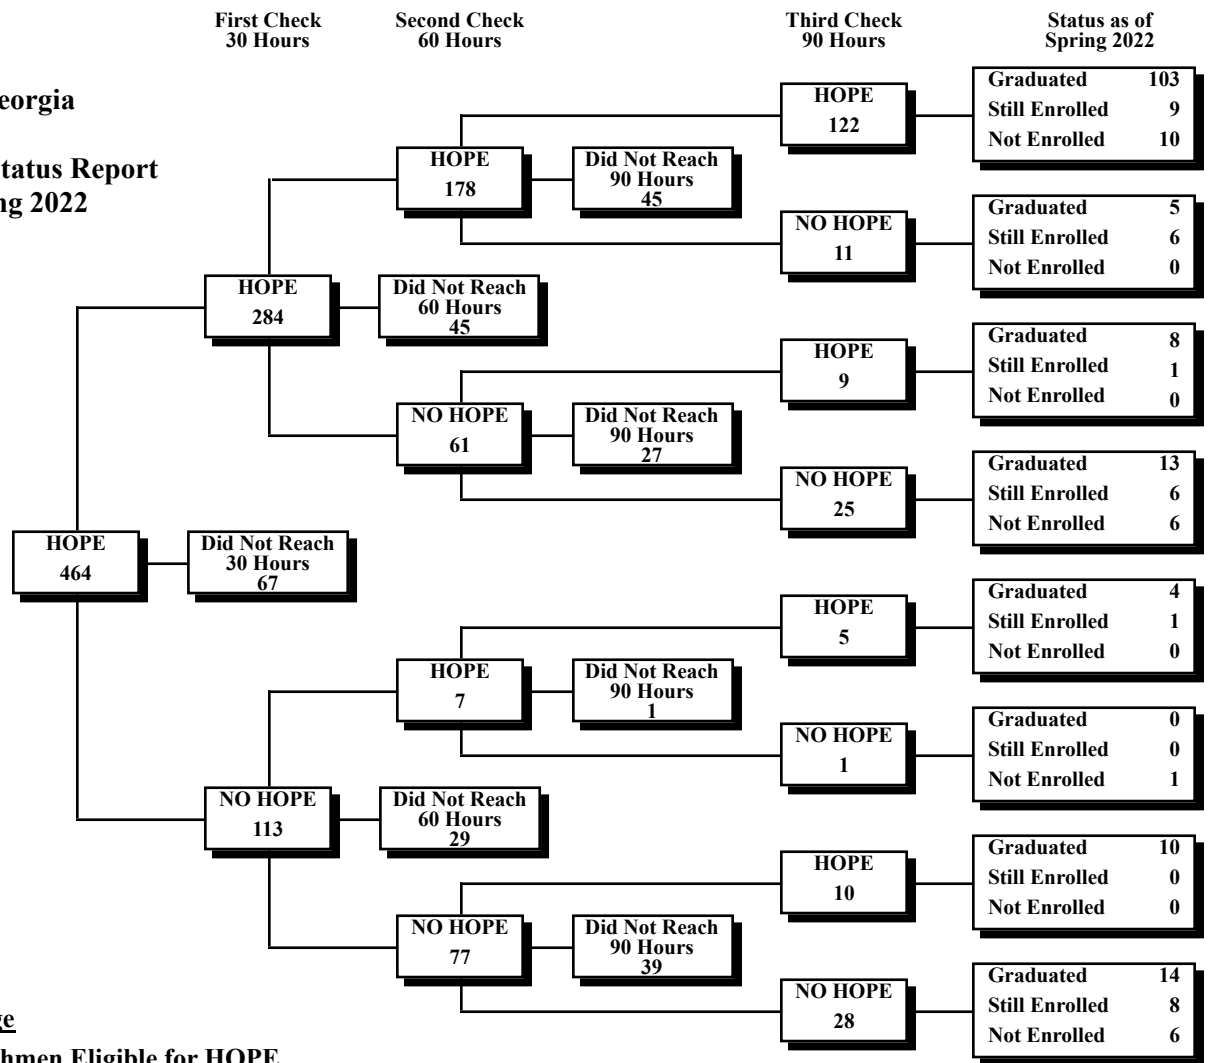 First Check
30 Hours
Second Check
60 Hours
Third Check
90 Hours
Status as of
Spring 2022
eorgia
tatus Report
ng 2022
HOPE
464
Did Not Reach
30 Hours
67
HOPE
284
Did Not Reach
60 Hours
45
NO HOPE
113
Did Not Reach
60 Hours
29
HOPE
178
Did Not Reach
90 Hours
45
NO HOPE
61
Did Not Reach
90 Hours
27
HOPE
7
Did Not Reach
90 Hours
1
NO HOPE
77
Did Not Reach
90 Hours
39
HOPE
122
Graduated 103
Still Enrolled 9
Not Enrolled 10
NO HOPE
11
Graduated 5
Still Enrolled 6
Not Enrolled 0
HOPE
9
Graduated 8
Still Enrolled 1
Not Enrolled 0
NO HOPE
25
Graduated 13
Still Enrolled 6
Not Enrolled 6
HOPE
5
Graduated 4
Still Enrolled 1
Not Enrolled 0
NO HOPE
1
Graduated 0
Still Enrolled 0
Not Enrolled 1
HOPE
10
Graduated 10
Still Enrolled 0
Not Enrolled 0
NO HOPE
28
Graduated 14
Still Enrolled 8
Not Enrolled 6
ge
hmen Eligible for HOPE